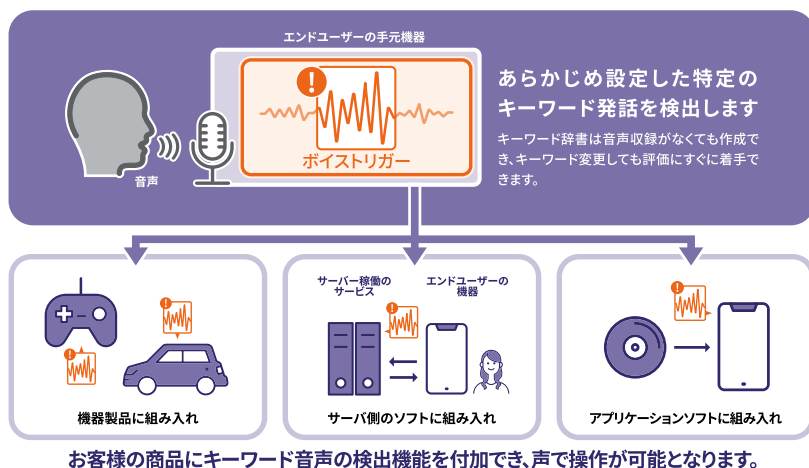 エンドユーザーの手元機器
!
ボイストリガー
音声
あらかじめ設定した特定の
キーワード発話を検出します
キーワード辞書は音声収録がなくても作成で
き、キーワード変更しても評価にすぐに着手で
きます。
!
!
機器製品に組み入れ
サーバー稼働の
サービス
エンドユーザーの
機器
!
サーバ側のソフトに組み入れ
!
アプリケーションソフトに組み入れ
お客様の商品にキーワード音声の検出機能を付加でき、声で操作が可能となります。